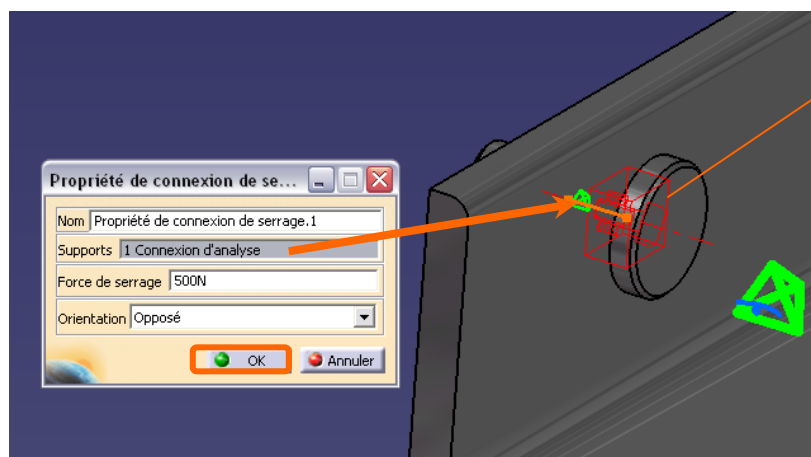 Propriété de connexion de se...
Nom Propriété de connexion de serrage.1
Supports 1 Connexion d'analyse
Force de serrage 500N
Orientation Opposé
OK Annuler